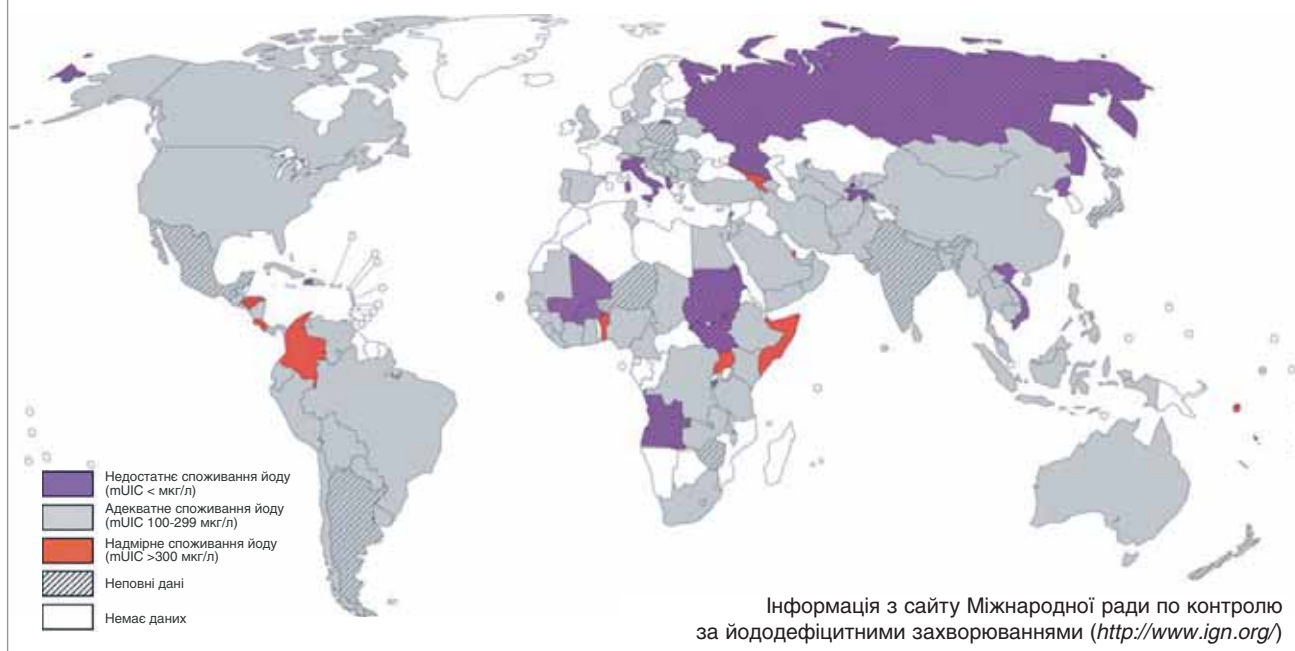 Недостатнє споживання йоду
(mUIC < мкг/л)
Адекватне споживання йоду
(mUIC 100-299 мкг/л)
Надмірне споживання йоду
(mUIC >300 мкг/л)
Неповні дані
Немає даних
Інформація з сайту Міжнародної ради по контролю
за йододефіцитними захворюваннями (http://www.ign.org/)